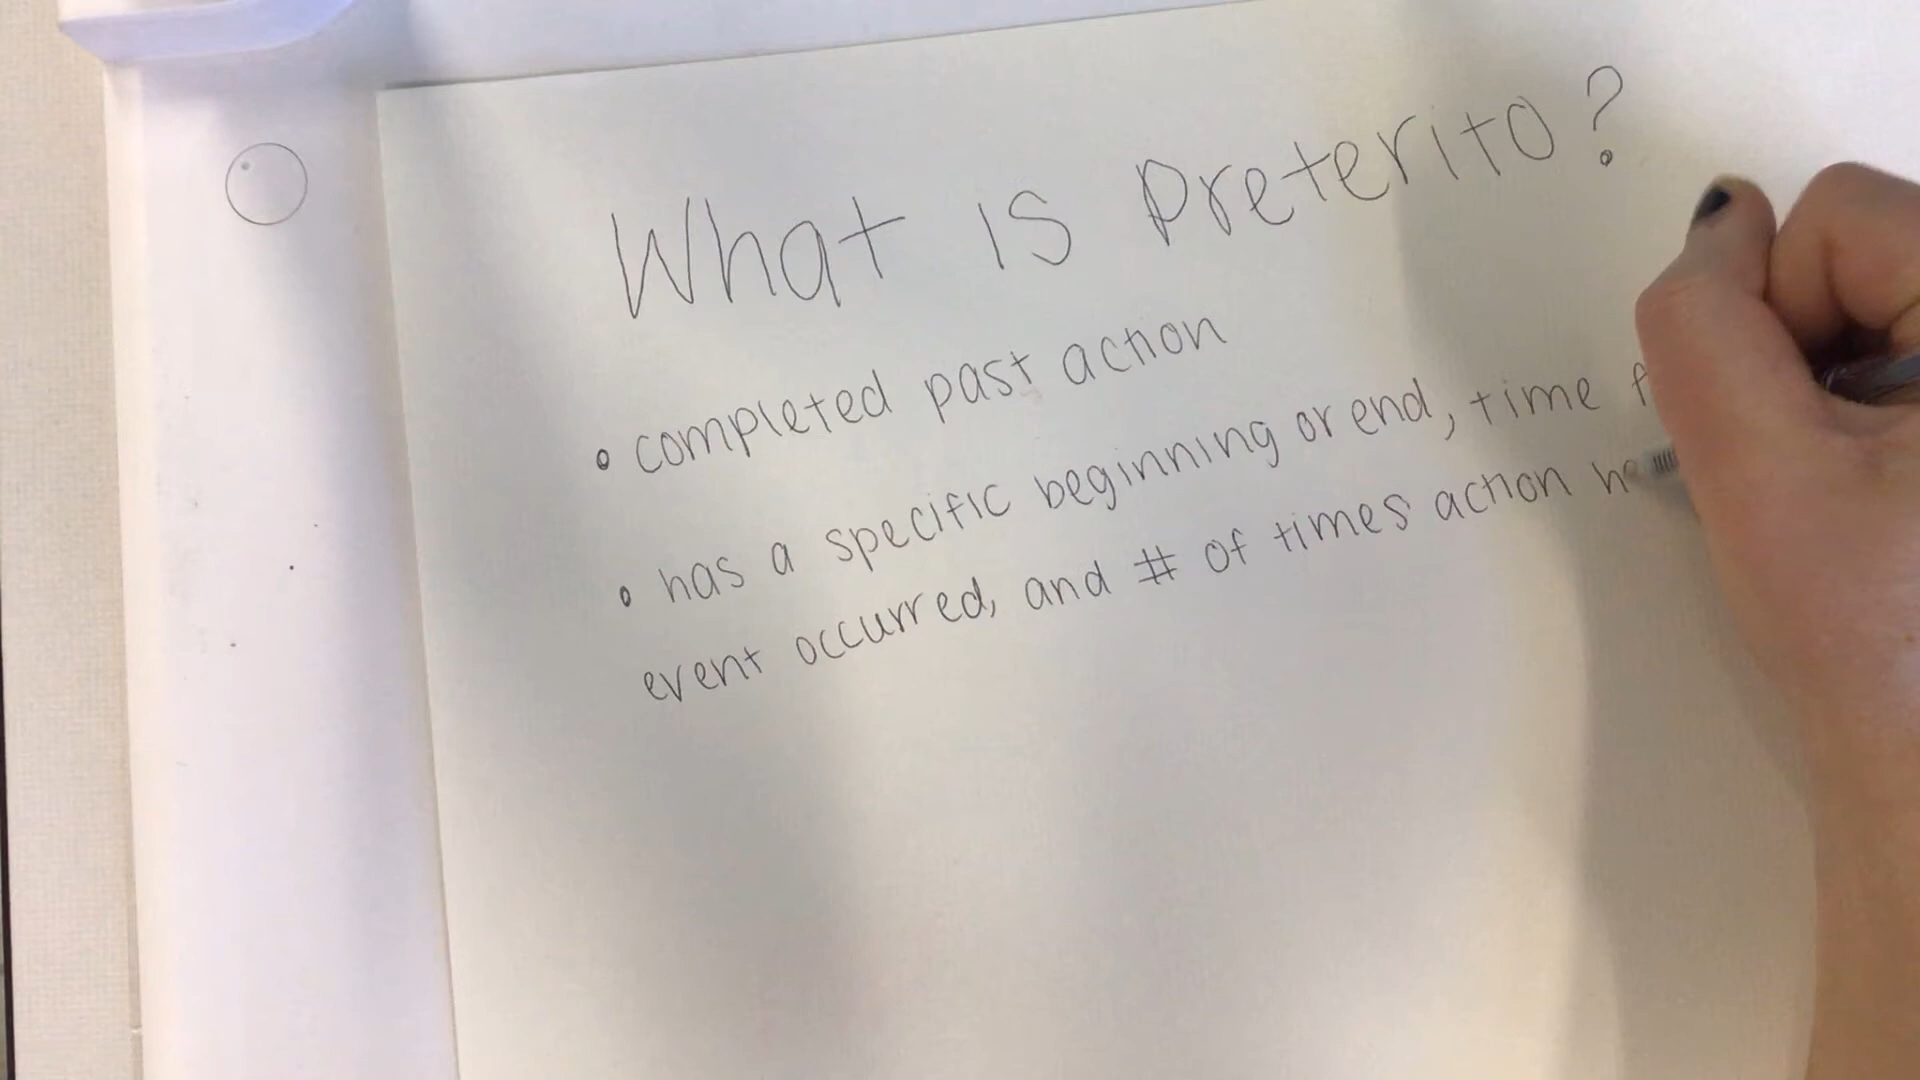 What is preterito?
• completed past action
• has a specific beginning or end, time
event occurred, and # of times action